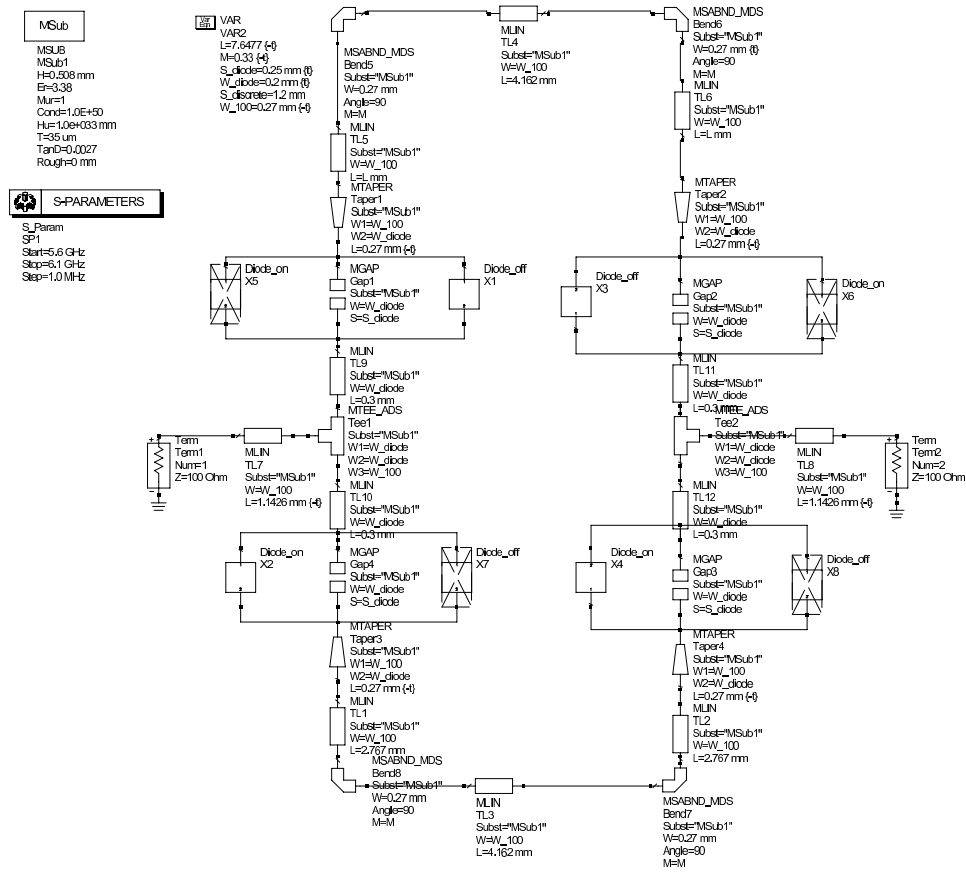 MSub
MSUB
MSub1
H=0.508 mm
Er=3.38
Mur=1
Cond=1.0E+50
Hu=1.0e+033 mm
T=35 um
TanD=0.0027
Rough=0 mm
S-PARAMETERS
S_Param
SP1
Start=5.6 GHz
Stop=6.1 GHz
Step=1.0 MHz
Var
Eqn
VAR
VAR2
L=7.6477 {-t}
M=0.33 {-t}
S_diode=0.25 mm {t}
W_diode=0.2 mm {t}
S_discrete=1.2 mm
W_100=0.27 mm {-t}
MSABND_MDS
Bend5
Subst="MSub1"
W=0.27 mm
Angle=90
M=M
MLIN
TL4
Subst="MSub1"
W=W_100
L=4.162 mm
MSABND_MDS
Bend6
Subst="MSub1"
W=0.27 mm {t}
Angle=90
M=M
MLIN
TL5
Subst="MSub1"
W=W_100
L=L mm
MLIN
TL6
Subst="MSub1"
W=W_100
L=L mm
MTAPER
Taper1
Subst="MSub1"
W1=W_100
W2=W_diode
L=0.27 mm {-t}
MTAPER
Taper2
Subst="MSub1"
W1=W_100
W2=W_diode
L=0.27 mm {-t}
Diode_on
X5
MGAP
Gap1
Subst="MSub1"
W=W_diode
S=S_diode
Diode_off
X1
Diode_off
X3
MGAP
Gap2
Subst="MSub1"
W=W_diode
S=S_diode
Diode_on
X6
MLIN
TL9
Subst="MSub1"
W=W_diode
L=0.3 mm
MLIN
TL11
Subst="MSub1"
W=W_diode
L=0.3 mm
MTEE_ADS
Tee1
Subst="MSub1"
W1=W_diode
W2=W_diode
W3=W_100
MTEE_ADS
Tee2
Subst="MSub1"
W1=W_diode
W2=W_diode
W3=W_100
Term
Term1
Num=1
Z=100 Ohm
MLIN
TL7
Subst="MSub1"
W=W_100
L=1.1426 mm {-t}
MLIN
TL8
Subst="MSub1"
W=W_100
L=1.1426 mm {-t}
Term
Term2
Num=2
Z=100 Ohm
MLIN
TL10
Subst="MSub1"
W=W_diode
L=0.3 mm
MLIN
TL12
Subst="MSub1"
W=W_diode
L=0.3 mm
Diode_on
X2
MGAP
Gap4
Subst="MSub1"
W=W_diode
S=S_diode
Diode_off
X7
Diode_on
X4
MGAP
Gap3
Subst="MSub1"
W=W_diode
S=S_diode
Diode_off
X8
MTAPER
Taper3
Subst="MSub1"
W1=W_100
W2=W_diode
L=0.27 mm {-t}
MTAPER
Taper4
Subst="MSub1"
W1=W_100
W2=W_diode
L=0.27 mm {-t}
MLIN
TL1
Subst="MSub1"
W=W_100
L=2.767 mm
MLIN
TL2
Subst="MSub1"
W=W_100
L=2.767 mm
MSABND_MDS
Bend8
Subst="MSub1"
W=0.27 mm
Angle=90
M=M
MLIN
TL3
Subst="MSub1"
W=W_100
L=4.162 mm
MSABND_MDS
Bend7
Subst="MSub1"
W=0.27 mm
Angle=90
M=M